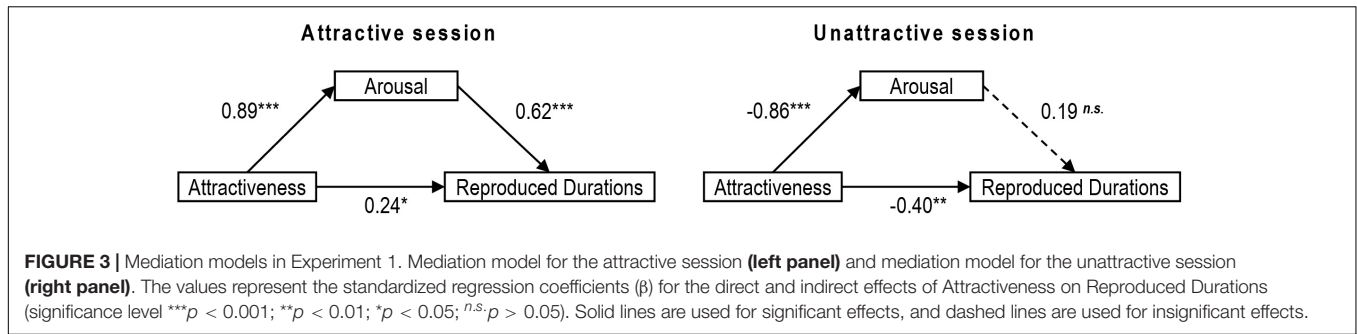 Attractive session
Unattractive session
Arousal
0.89***
0.62***
Attractiveness
Reproduced Durations
0.24*
Arousal
-0.86***
0.19 n.s.
Attractiveness
Reproduced Durations
-0.40**
FIGURE 3 | Mediation models in Experiment 1. Mediation model for the attractive session (left panel) and mediation model for the unattractive session
(right panel). The values represent the standardized regression coefficients (β) for the direct and indirect effects of Attractiveness on Reproduced Durations
(significance level ***p < 0.001; **p < 0.01; *p < 0.05; n.s.p > 0.05). Solid lines are used for significant effects, and dashed lines are used for insignificant effects.